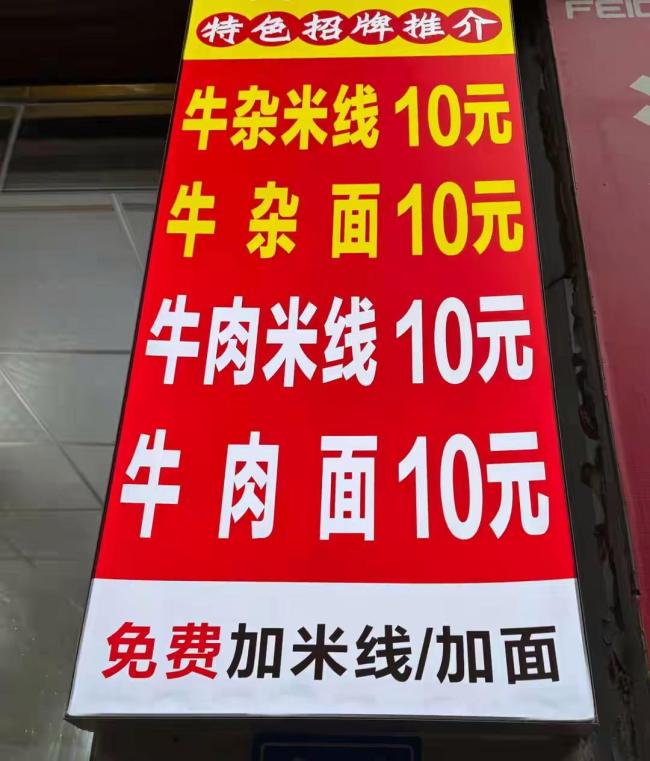 特色招牌推介
牛杂米线 10元
牛杂面 10元
牛肉米线 10元
牛肉面 10元
免费加米线/加面